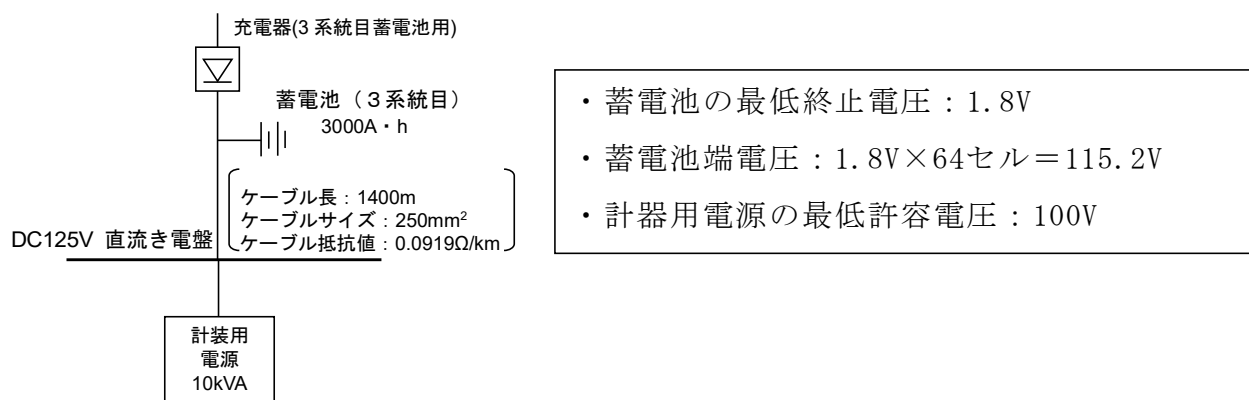 充電器(3 系統目蓄電池用)
蓄電池（３系統目）
3000A・h
ケーブル長：1400m
ケーブルサイズ：250mm²
ケーブル抵抗値：0.0919Ω/km
DC125V 直流き電盤
計装用
電源
10kVA
・蓄電池の最低終止電圧：1.8V
・蓄電池端電圧：1.8V×64セル＝115.2V
・計器用電源の最低許容電圧：100V